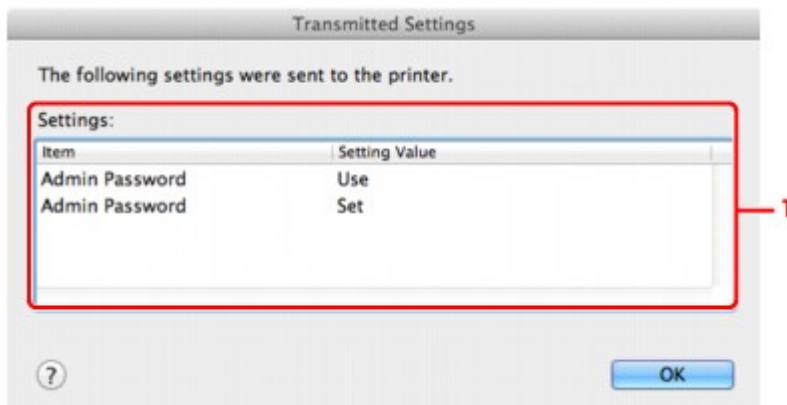 Transmitted Settings
The following settings were sent to the printer.
Settings:
Item Setting Value
Admin Password Use
Admin Password Set
1
? OK